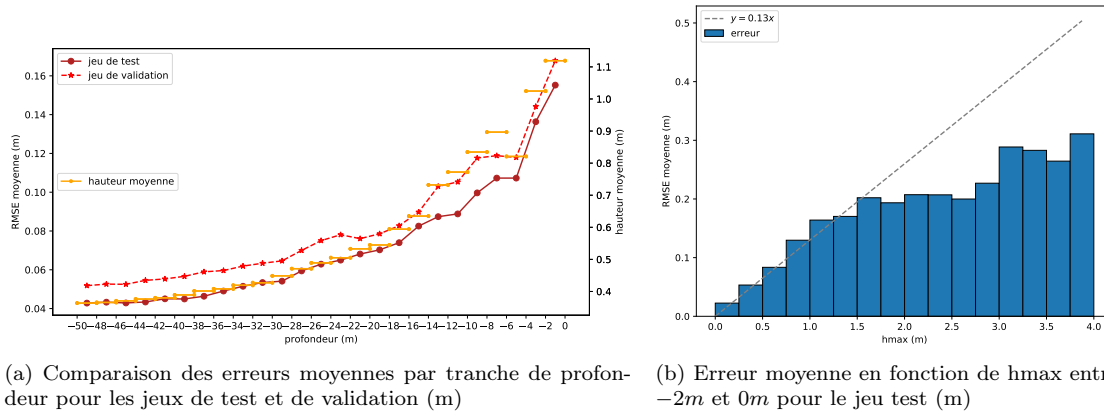 jeu de test
jeu de validation
hauteur moyenne
RMSE moyenne (m)
0.16
0.14
0.12
0.10
0.08
0.06
0.04
1.1
1.0
0.9
0.8
0.7
0.6
0.5
0.4
hauteur moyenne (m)
−50 −48 −46 −44 −42 −40 −38 −36 −34 −32 −30 −28 −26 −24 −22 −20 −18 −16 −14 −12 −10 −8 −6 −4 −2 0
profondeur (m)
(a) Comparaison des erreurs moyennes par tranche de profon-
deur pour les jeux de test et de validation (m)
y = 0.13x
erreur
RMSE moyenne (m)
0.5
0.4
0.3
0.2
0.1
0.0
0.0 0.5 1.0 1.5 2.0 2.5 3.0 3.5 4.0
hmax (m)
(b) Erreur moyenne en fonction de hmax entr
−2m et 0m pour le jeu test (m)